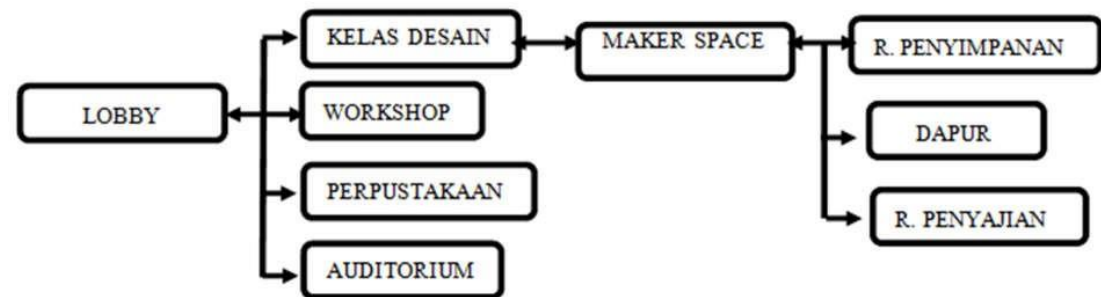 KELAS DESAIN
MAKER SPACE
R. PENYIMPANAN
LOBBY
WORKSHOP
DAPUR
PERPUSTAKAAN
R. PENYAJIAN
AUDITORIUM